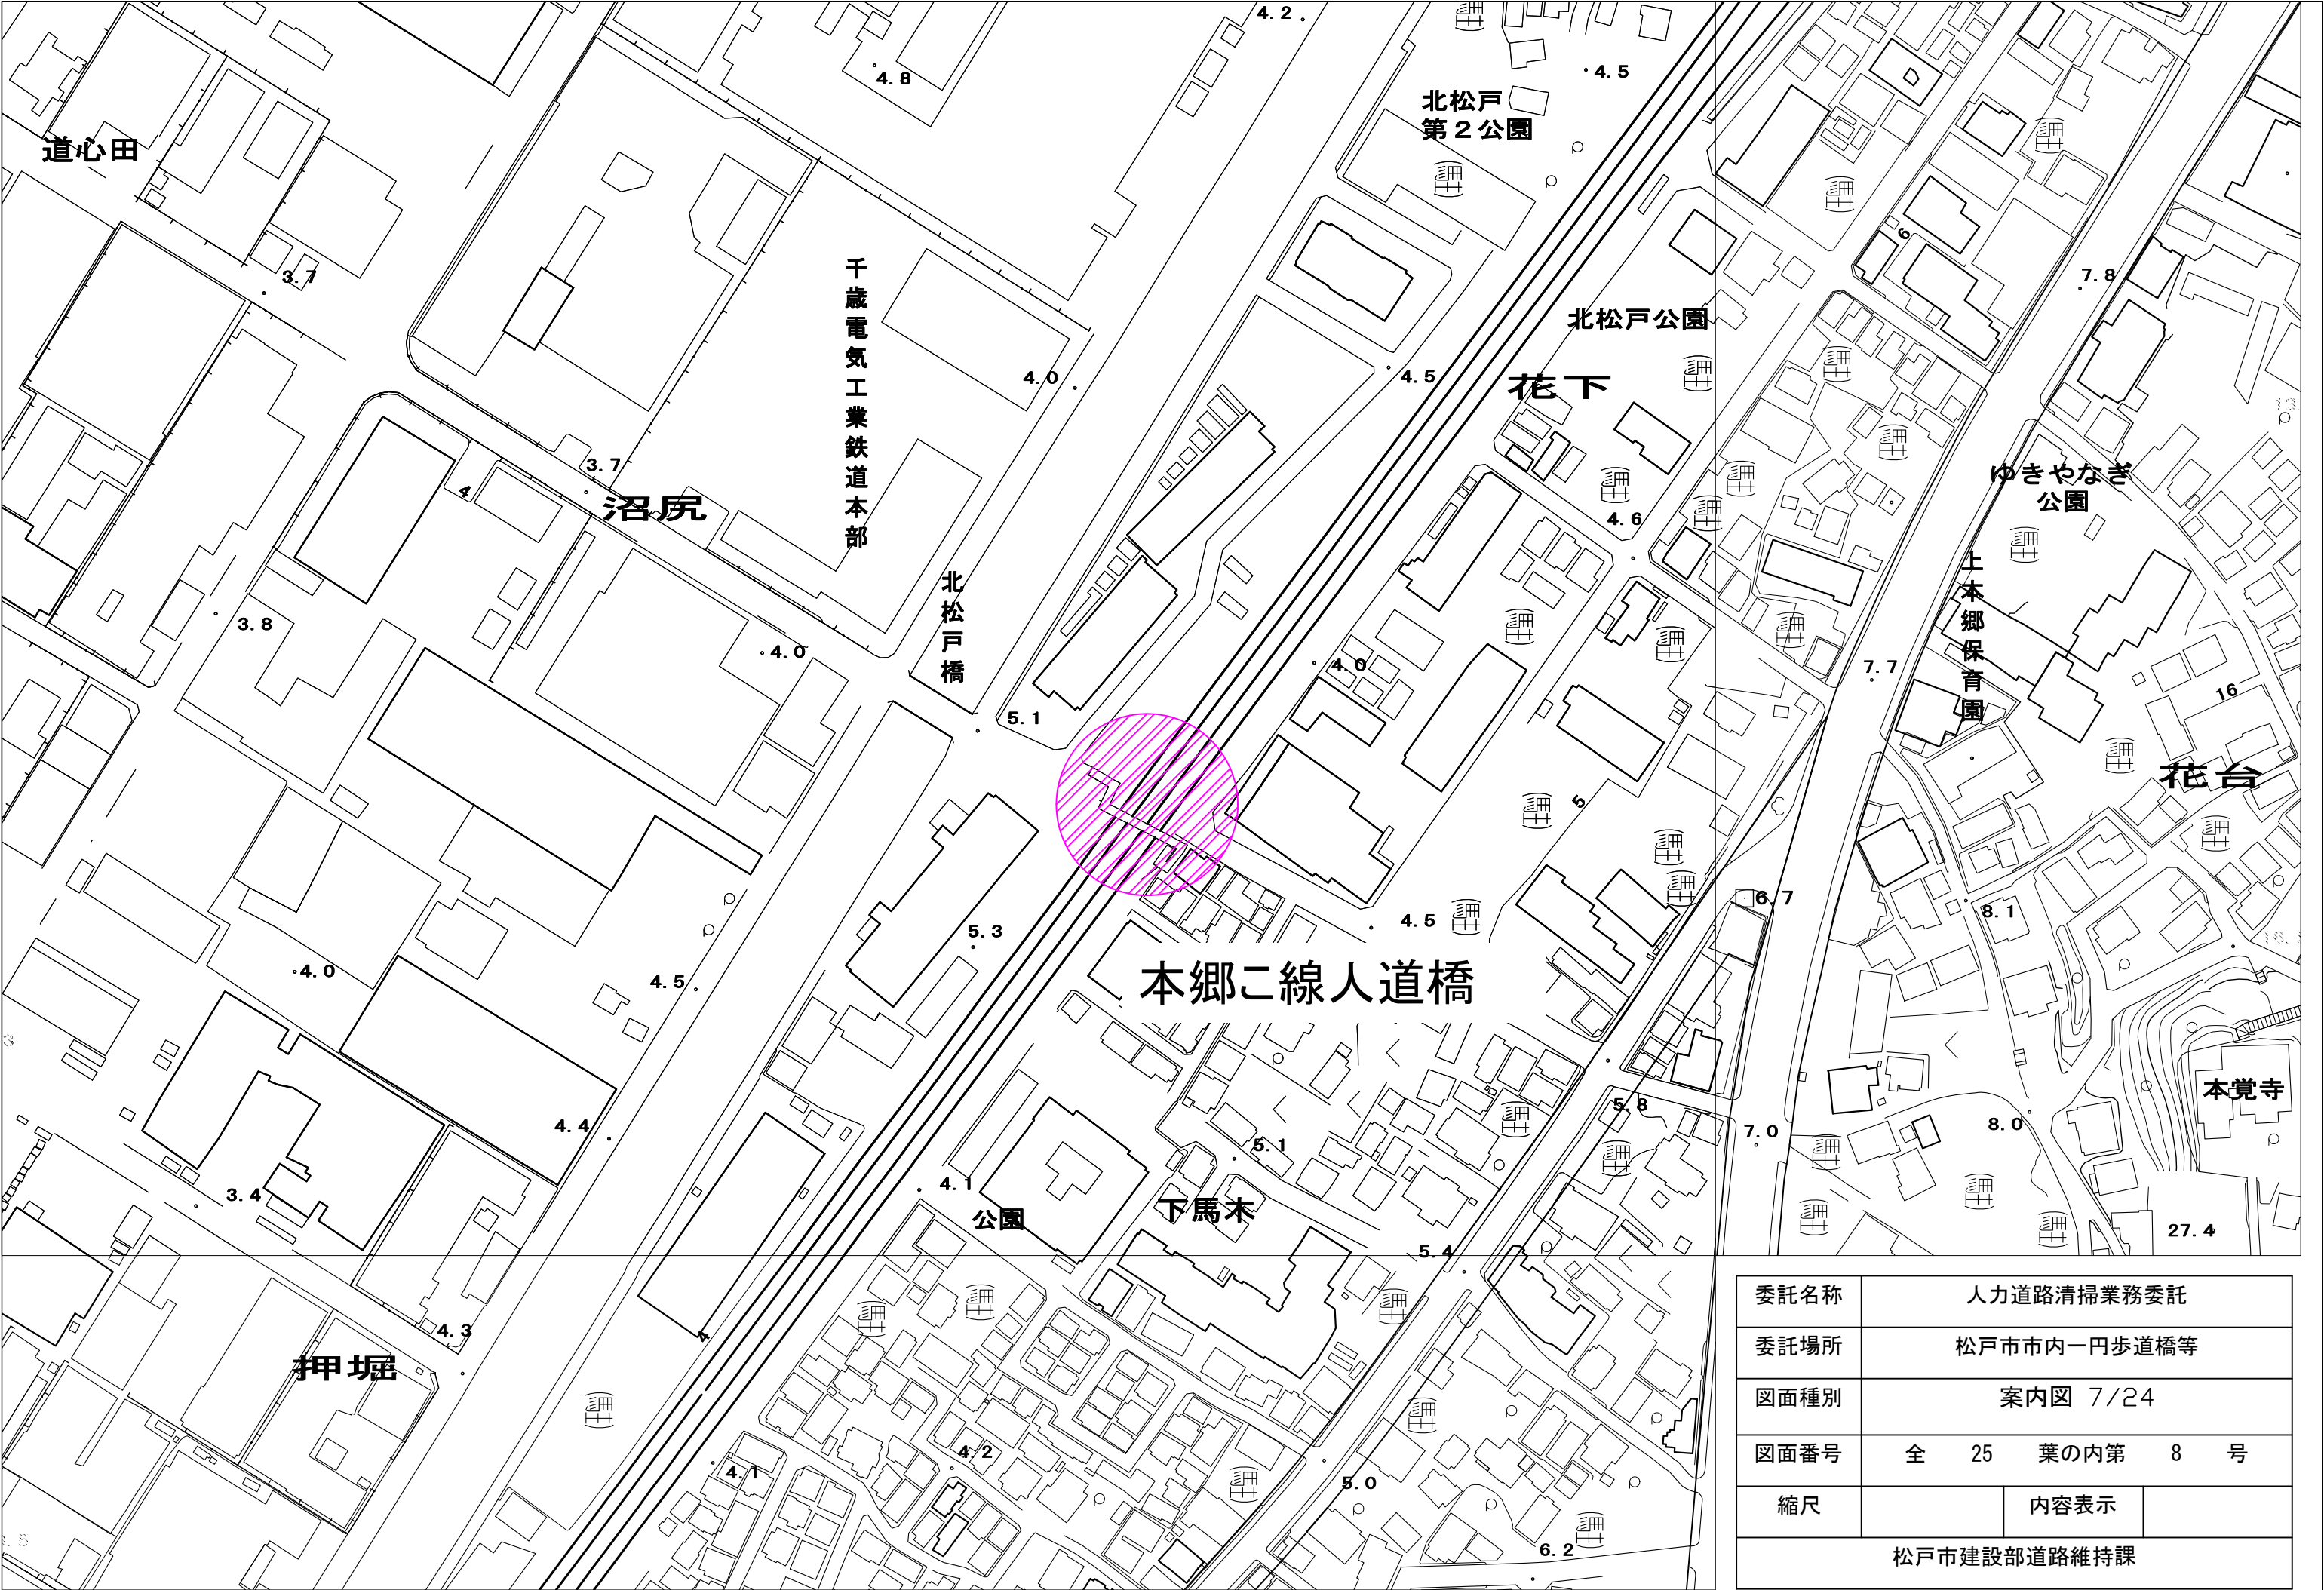 4.2
4.8
4.5
北松戸
第2公園
道心田
3.7
千歳電気工業鉄道本部
6
7.8
北松戸公園
4.0
4.5
花下
3.7
4
沼尻
4.6
ゆきやなぎ
公園
上本郷保育園
北松戸橋
3.8
4.0
4.0
7.7
16
5.1
花台
5
6.7
8.1
4.5
5.3
4.0
4.5
本郷こ線人道橋
本覚寺
5.8
7.0
8.0
4.4
5.1
3.4
4.1
公園
下馬木
27.4
5.4
4.3
4
押堀
4.2
4.1
5.0
6.2
委託名称 人力道路清掃業務委託
委託場所 松戸市市内一円歩道橋等
図面種別 案内図 7/24
図面番号 全 25 葉の内第 8 号
縮尺 内容表示
松戸市建設部道路維持課